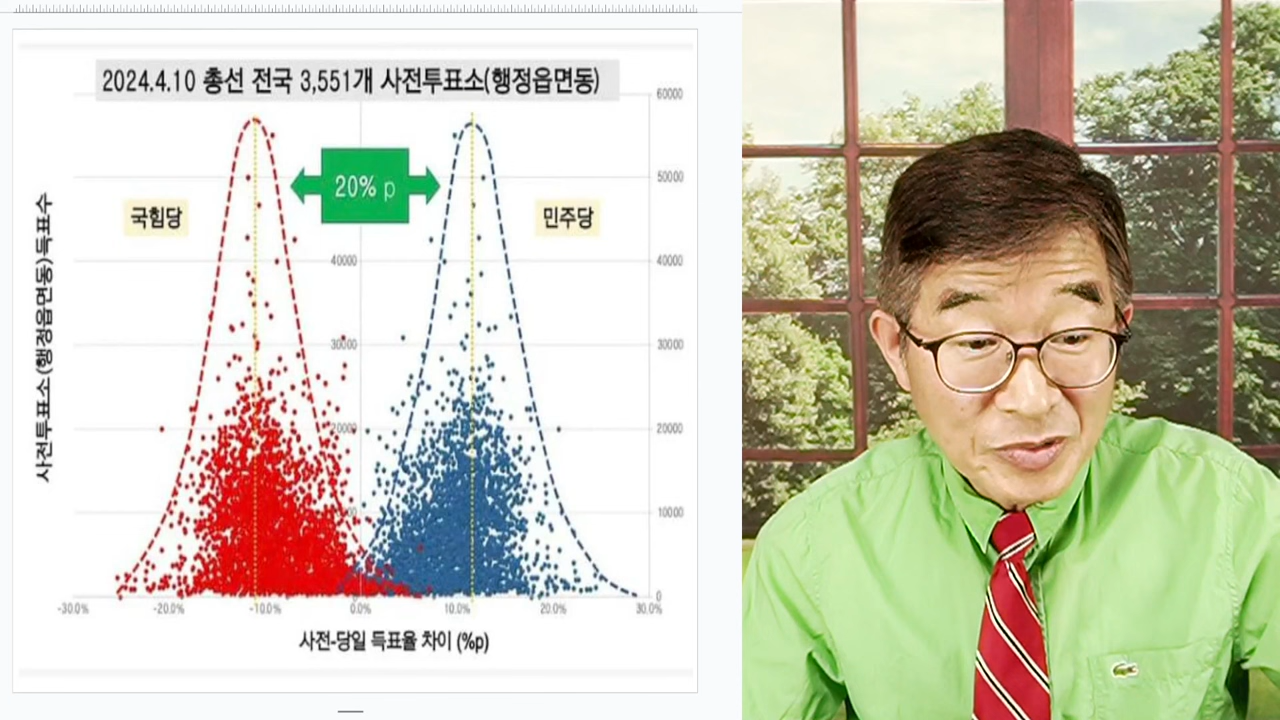 2024.4.10 총선 전국 3,551개 사전투표소(행정읍면동)
60000
50000
40000
30000
20000
10000
0
20% p
국힘당
민주당
40000
30000
20000
사전투표소 (행정읍면동) 득표수
-30.0%
-20.0%
-10.0%
0.0%
10.0%
20.0%
30.0%
사전-당일 득표율 차이 (%p)